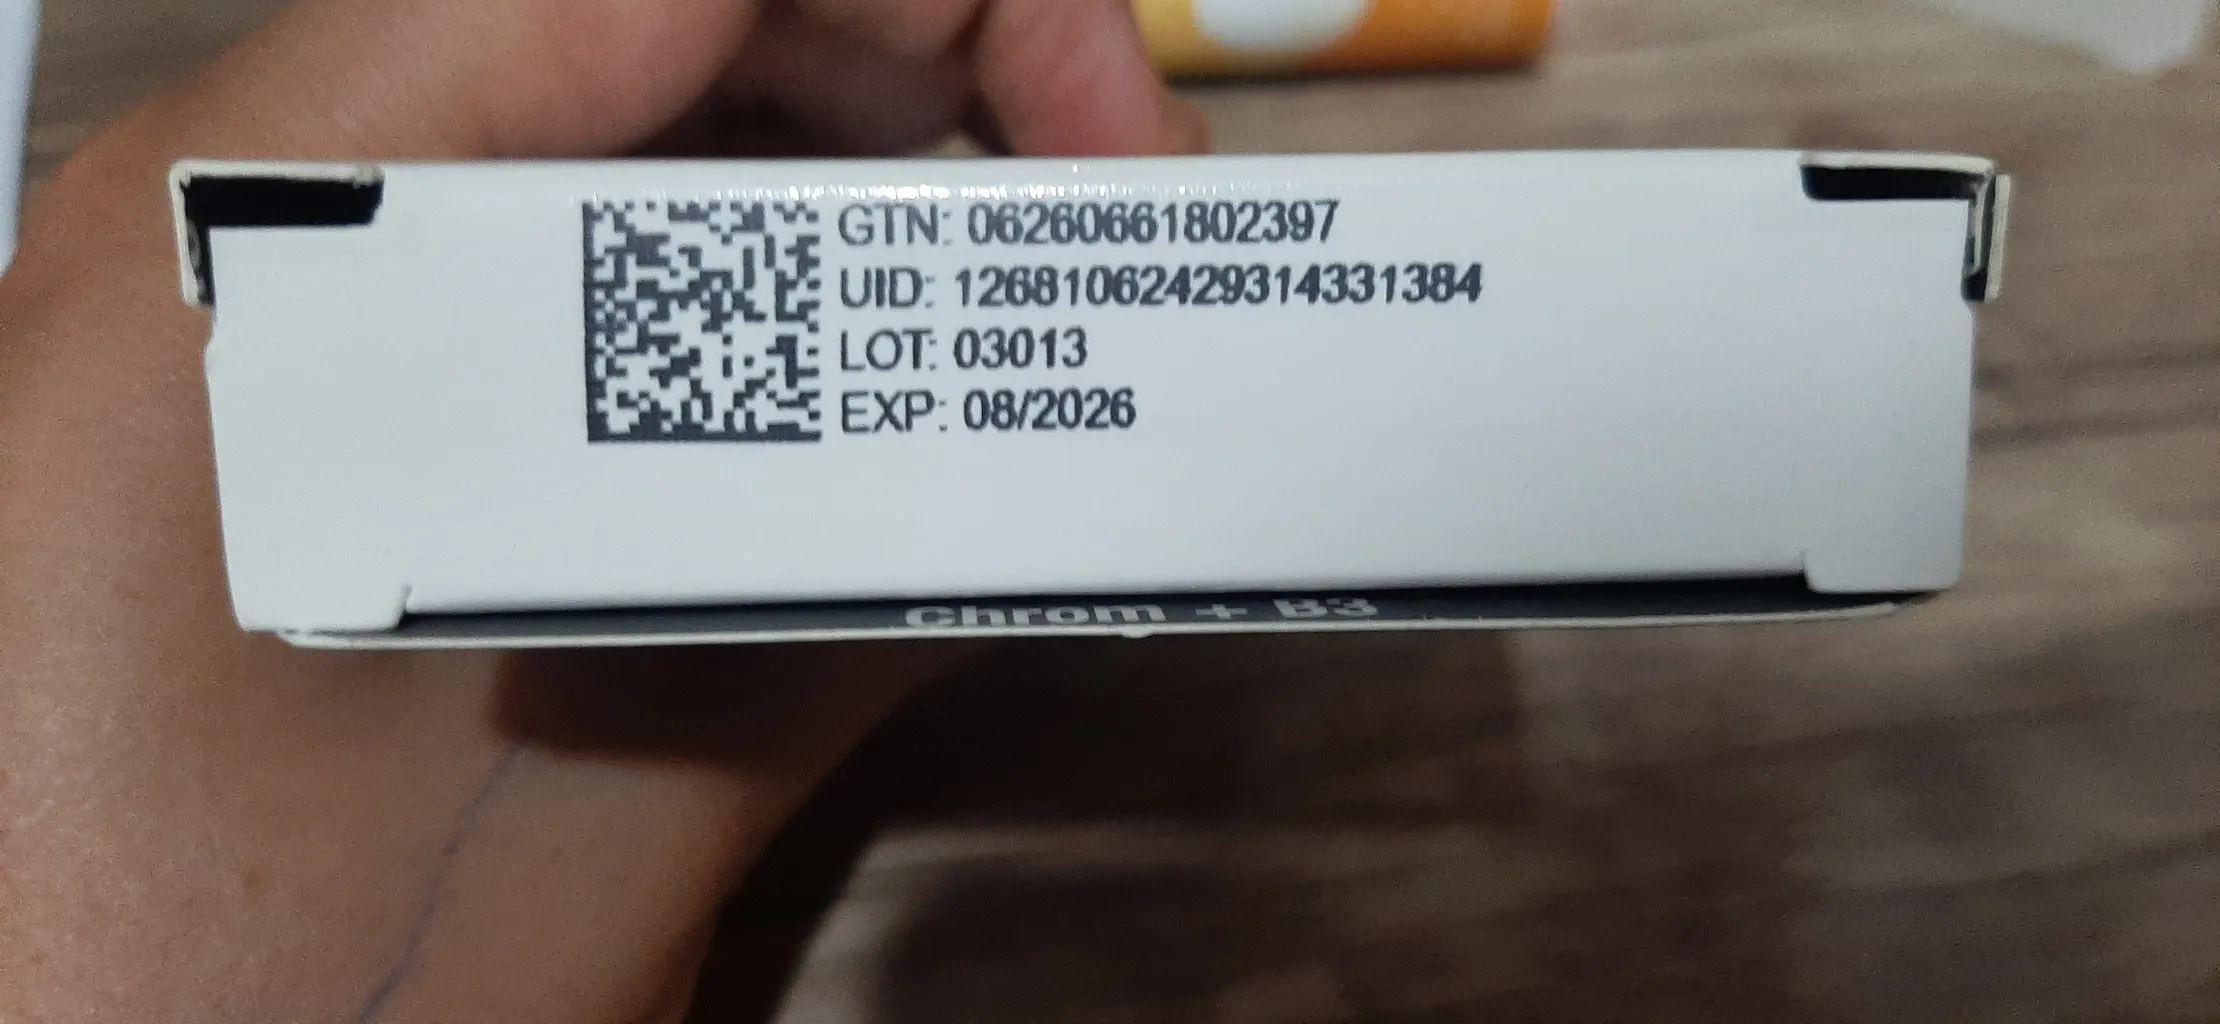 GTN: 06260661802397
UID: 12681062429314331384
LOT: 03013
EXP: 08/2026
Chrom + B3